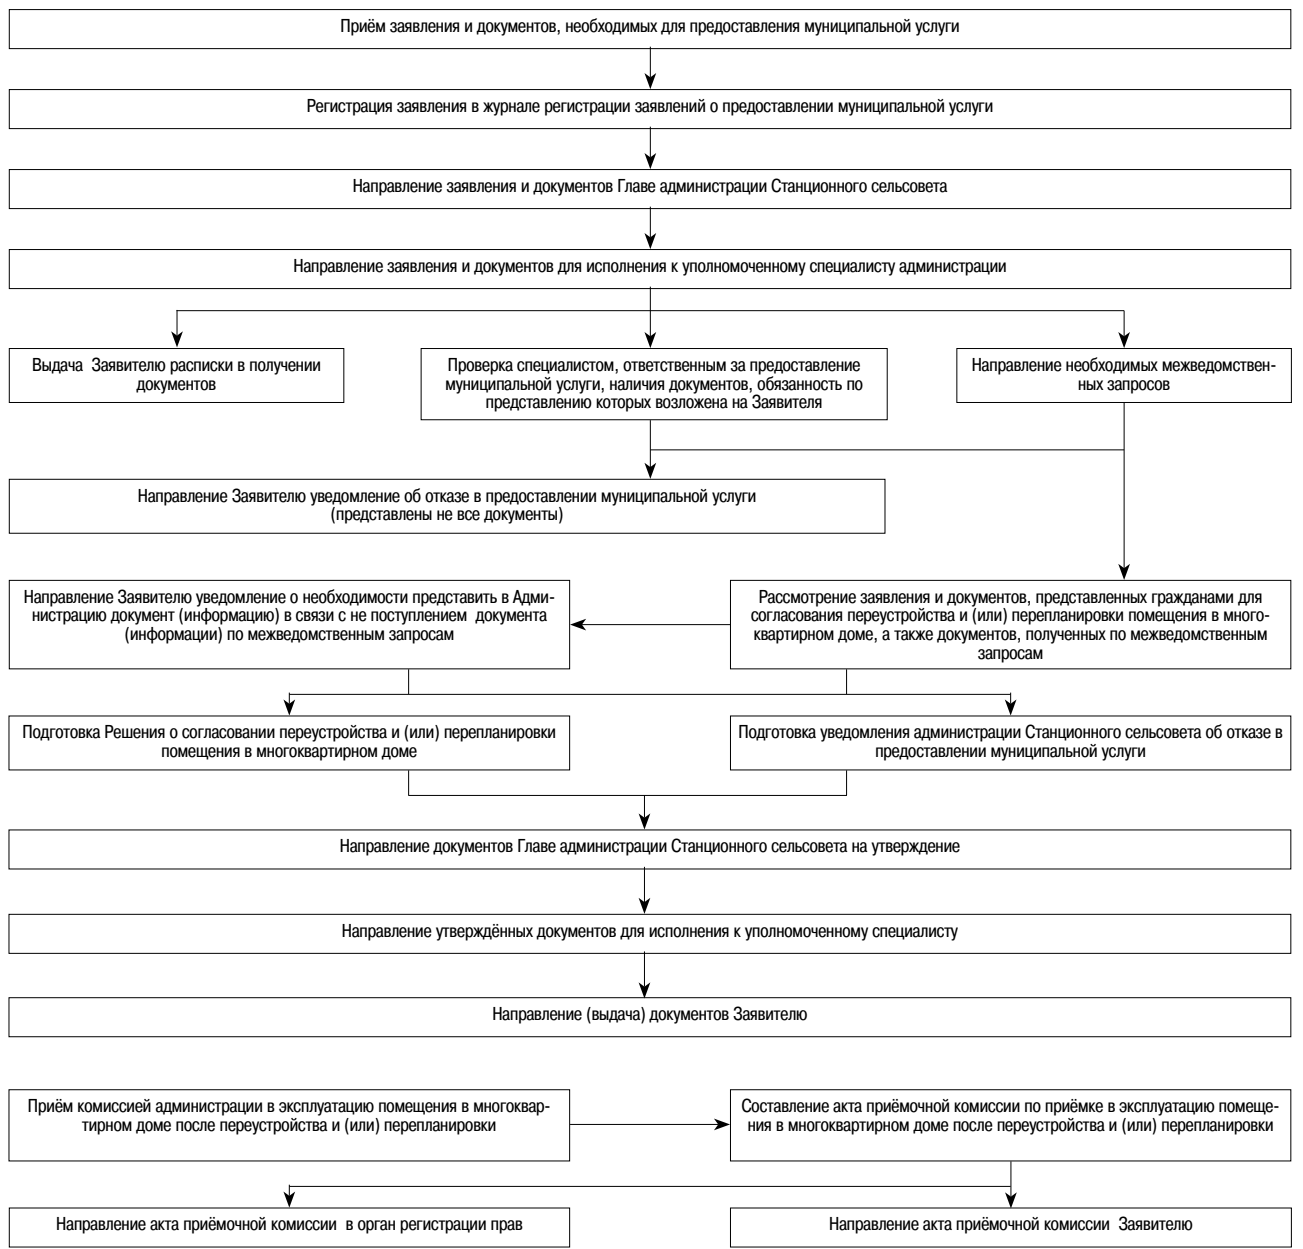 Приём заявления и документов, необходимых для предоставления муниципальной услуги
Регистрация заявления в журнале регистрации заявлений о предоставлении муниципальной услуги
Направление заявления и документов Главе администрации Станционного сельсовета
Направление заявления и документов для исполнения к уполномоченному специалисту администрации
Выдача Заявителю расписки в получении
документов
Проверка специалистом, ответственным за предоставление
муниципальной услуги, наличия документов, обязанность по
представлению которых возложена на Заявителя
Направление необходимых межведомствен-
ных запросов
Направление Заявителю уведомление об отказе в предоставлении муниципальной услуги
(представлены не все документы)
Направление Заявителю уведомление о необходимости представить в Адми-
нистрацию документ (информацию) в связи с не поступлением документа
(информации) по межведомственным запросам
Рассмотрение заявления и документов, представленных гражданами для
согласования переустройства и (или) перепланировки помещения в много-
квартирном доме, а также документов, полученных по межведомственным
запросам
Подготовка Решения о согласовании переустройства и (или) перепланировки
помещения в многоквартирном доме
Подготовка уведомления администрации Станционного сельсовета об отказе в
предоставлении муниципальной услуги
Направление документов Главе администрации Станционного сельсовета на утверждение
Направление утверждённых документов для исполнения к уполномоченному специалисту
Направление (выдача) документов Заявителю
Приём комиссией администрации в эксплуатацию помещения в многоквар-
тирном доме после переустройства и (или) перепланировки
Составление акта приёмочной комиссии по приёмке в эксплуатацию помеще-
ния в многоквартирном доме после переустройства и (или) перепланировки
Направление акта приёмочной комиссии в орган регистрации прав
Направление акта приёмочной комиссии Заявителю